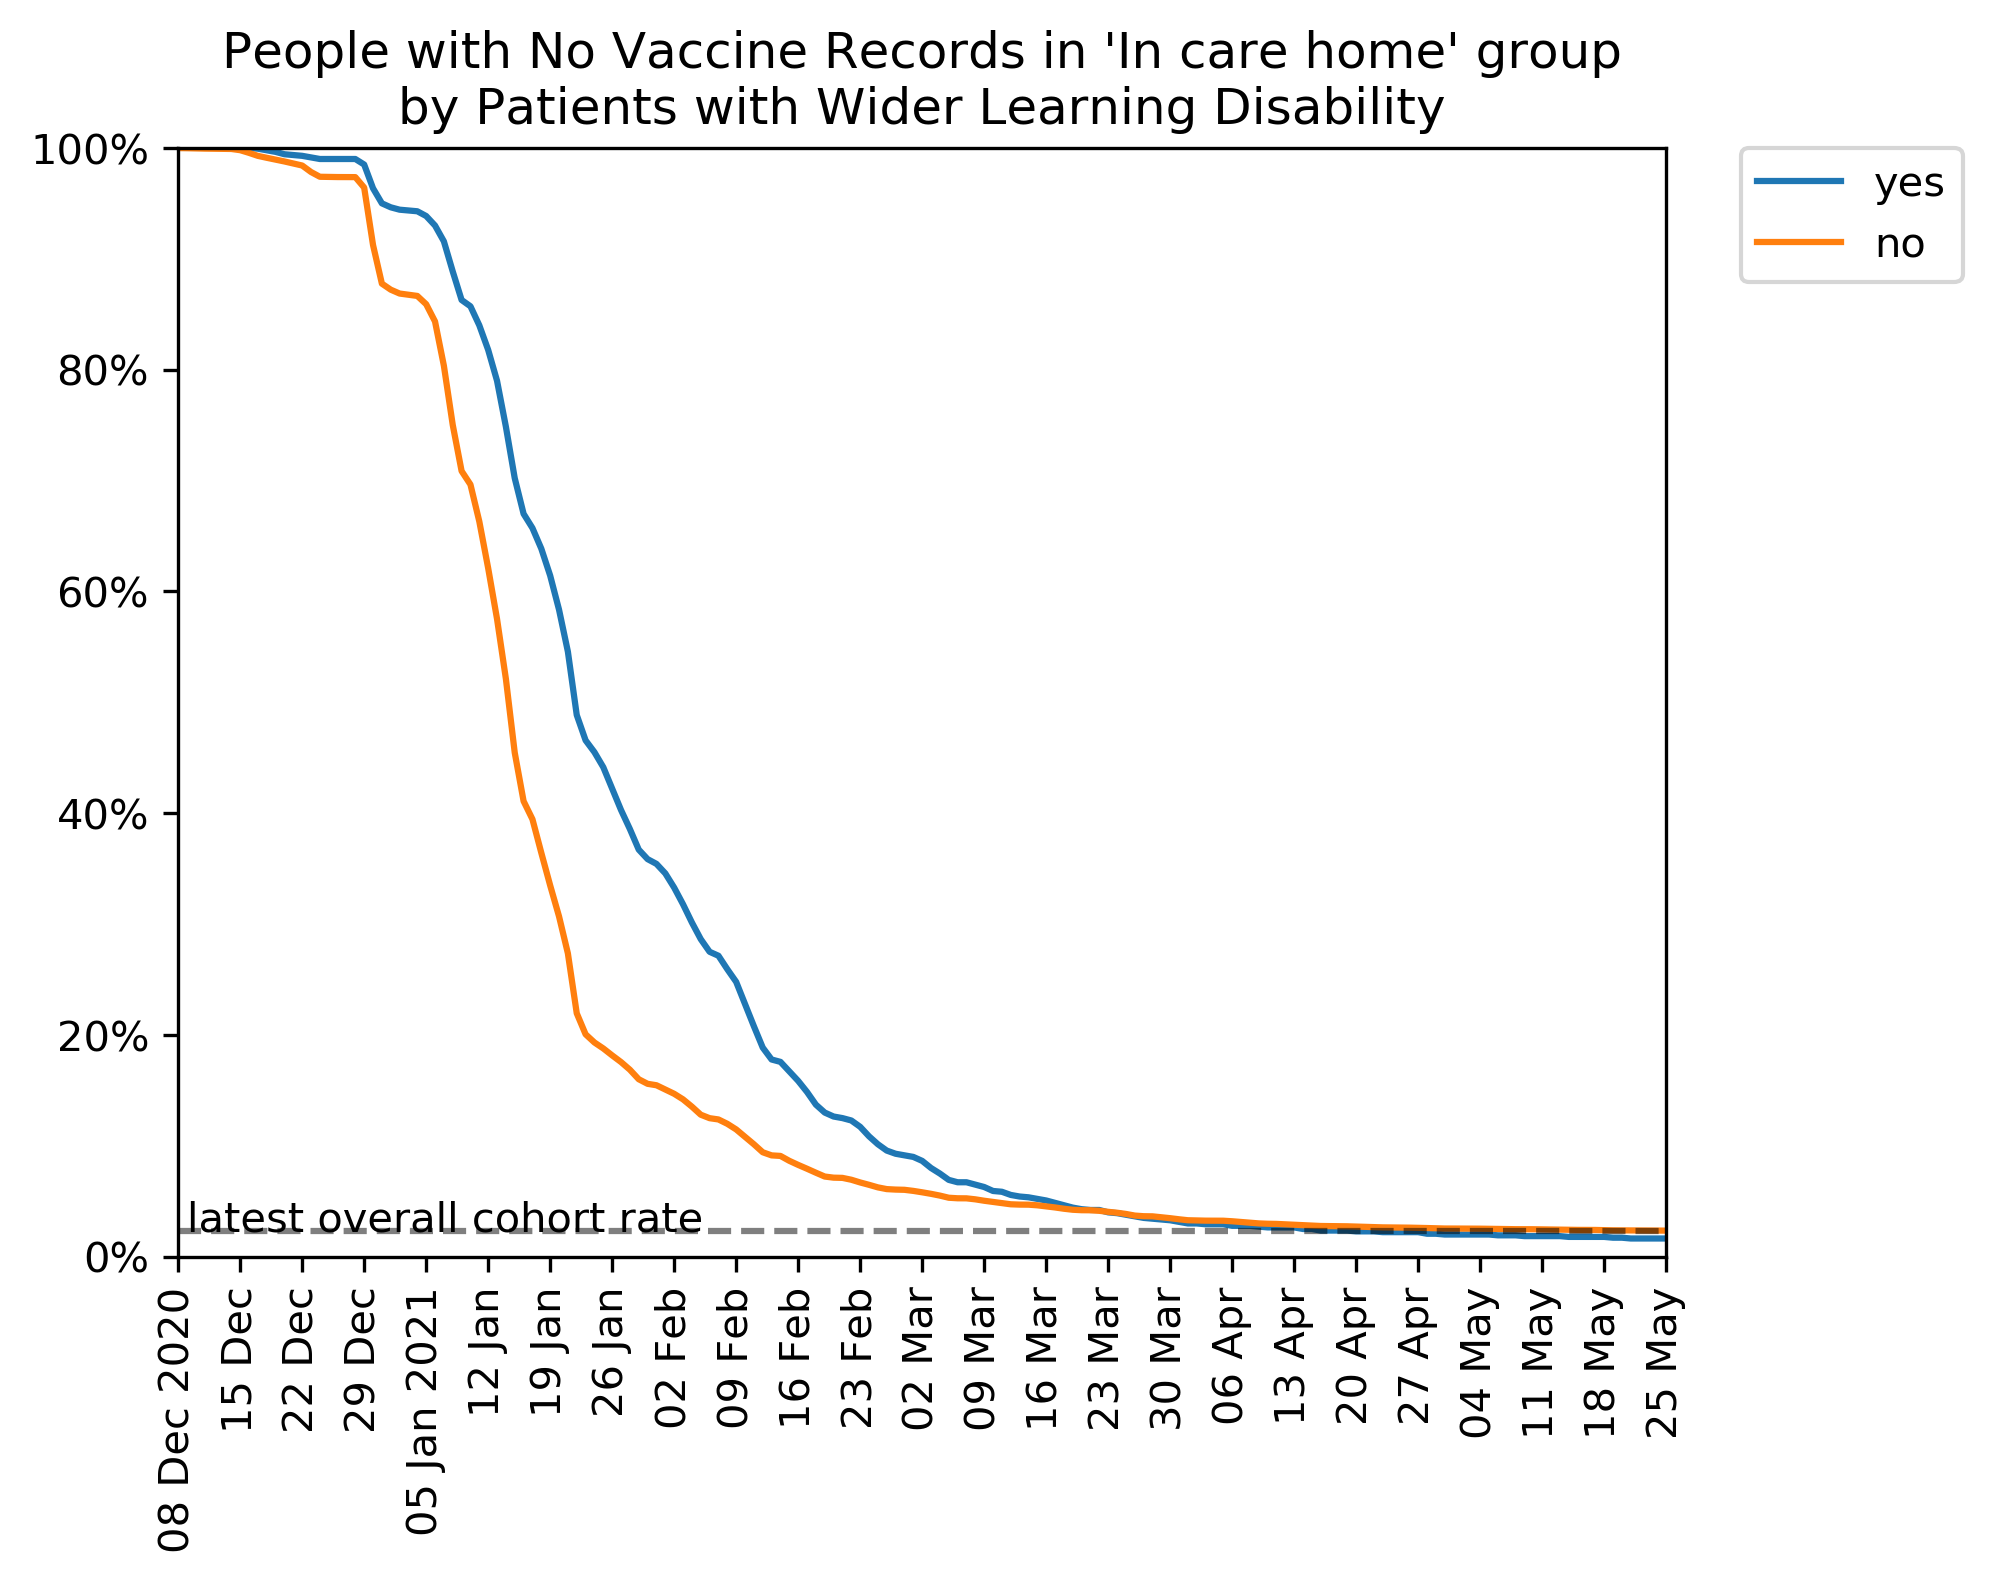 People with No Vaccine Records in 'In care home' group
by Patients with Wider Learning Disability
100%
80%
60%
40%
20%
0%
latest overall cohort rate
08 Dec 2020
15 Dec
22 Dec
29 Dec
05 Jan 2021
12 Jan
19 Jan
26 Jan
02 Feb
09 Feb
16 Feb
23 Feb
02 Mar
09 Mar
16 Mar
23 Mar
30 Mar
06 Apr
13 Apr
20 Apr
27 Apr
04 May
11 May
18 May
25 May
yes
no